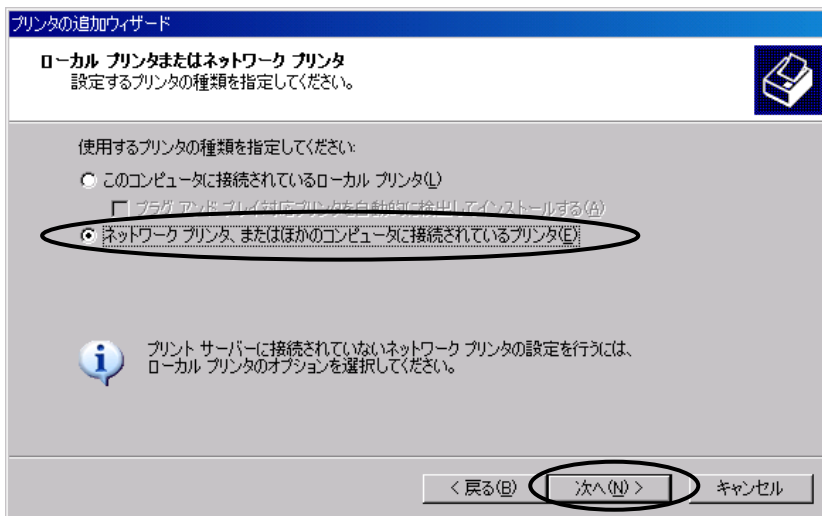 プリンタの追加ウィザード
ローカル プリンタまたはネットワーク プリンタ
設定するプリンタの種類を指定してください。
使用するプリンタの種類を指定してください:
このコンピュータに接続されているローカル プリンタ(L)
プラグ アンド プレイ対応プリンタを自動的に検出してインストールする(A)
ネットワーク プリンタ、またはほかのコンピュータに接続されているプリンタ(E)
プリント サーバーに接続されていないネットワーク プリンタの設定を行うには、
ローカル プリンタのオプションを選択してください。
< 戻る(B) 次へ(N) > キャンセル